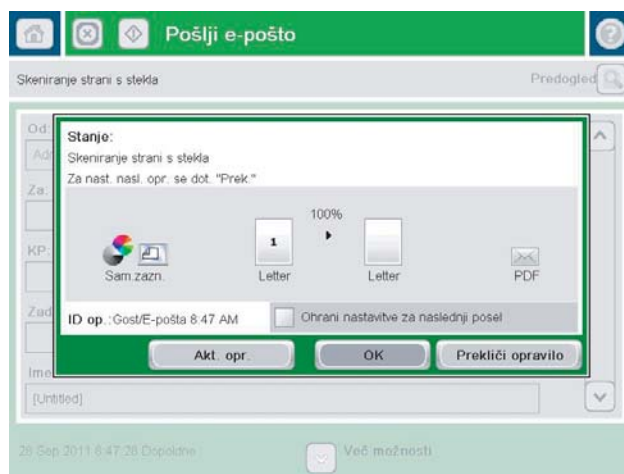 Pošlji e-pošto
Skeniranje strani s stekla
Predogled
Od:
Adr
Za:
KP:
Zad
Ime
[Untitled]
Stanje:
Skeniranje strani s stekla
Za nast. nasl. opr. se dot. "Prek."
100%
1
Sam.zazn.
Letter
Letter
PDF
ID op.:Gost/E-pošta 8:47 AM
Ohrani nastavitve za naslednji posel
Akt. opr.
OK
Prekliči opravilo
28 Sep 2011 8:47:28 Dopoldne
Več možnosti